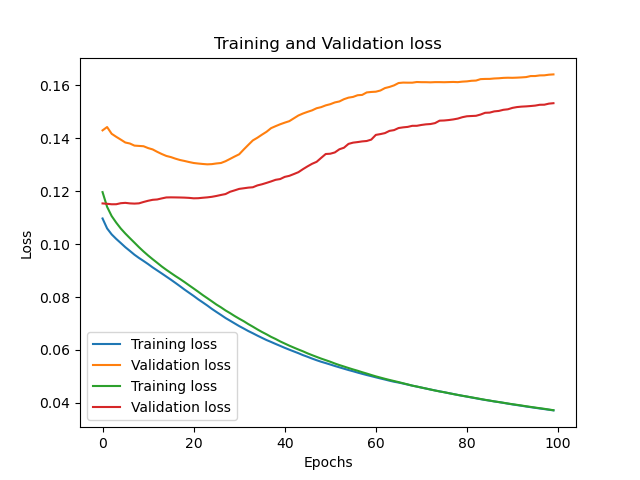 Training and Validation loss
Loss
0.16
0.14
0.12
0.10
0.08
0.06
0.04
Training loss
Validation loss
Training loss
Validation loss
0 20 40 60 80 100
Epochs